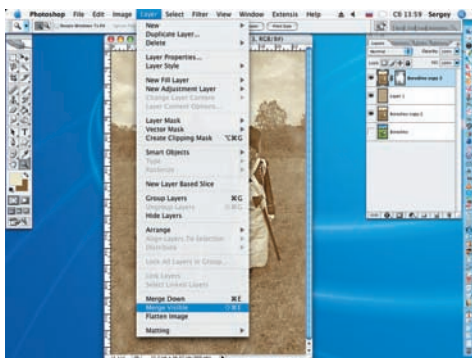 Photoshop File Edit Image Layer Select Filter View Window Extensis Help Сб 13:59 Sergey
New
Duplicate Layer...
Delete
Layer Properties...
Layer Style
New Fill Layer
New Adjustment Layer
Change Layer Content
Layer Content Options...
Layer Mask
Vector Mask
Create Clipping Mask ⌥⌘G
Smart Objects
Type
Rasterize
New Layer Based Slice
Group Layers ⌘G
Ungroup Layers ⇧⌘G
Hide Layers
Arrange
Align Layers To Selection
Distribute
Lock All Layers in Group...
Link Layers
Select Linked Layers
Merge Down ⌘E
Merge Visible ⇧⌘E
Flatten Image
Matting
Layer 1